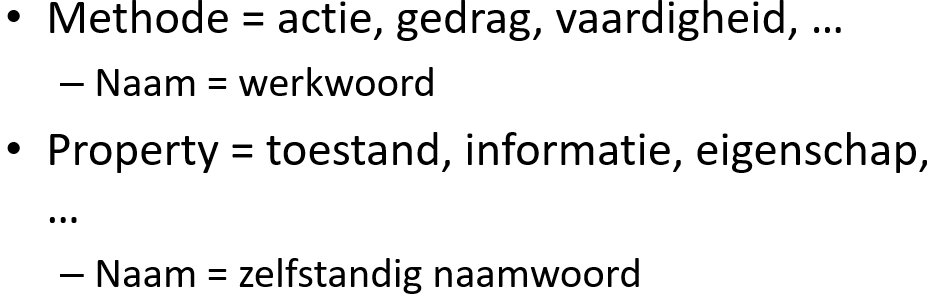 • Methode = actie, gedrag, vaardigheid, ...
– Naam = werkwoord
• Property = toestand, informatie, eigenschap,
...
– Naam = zelfstandig naamwoord